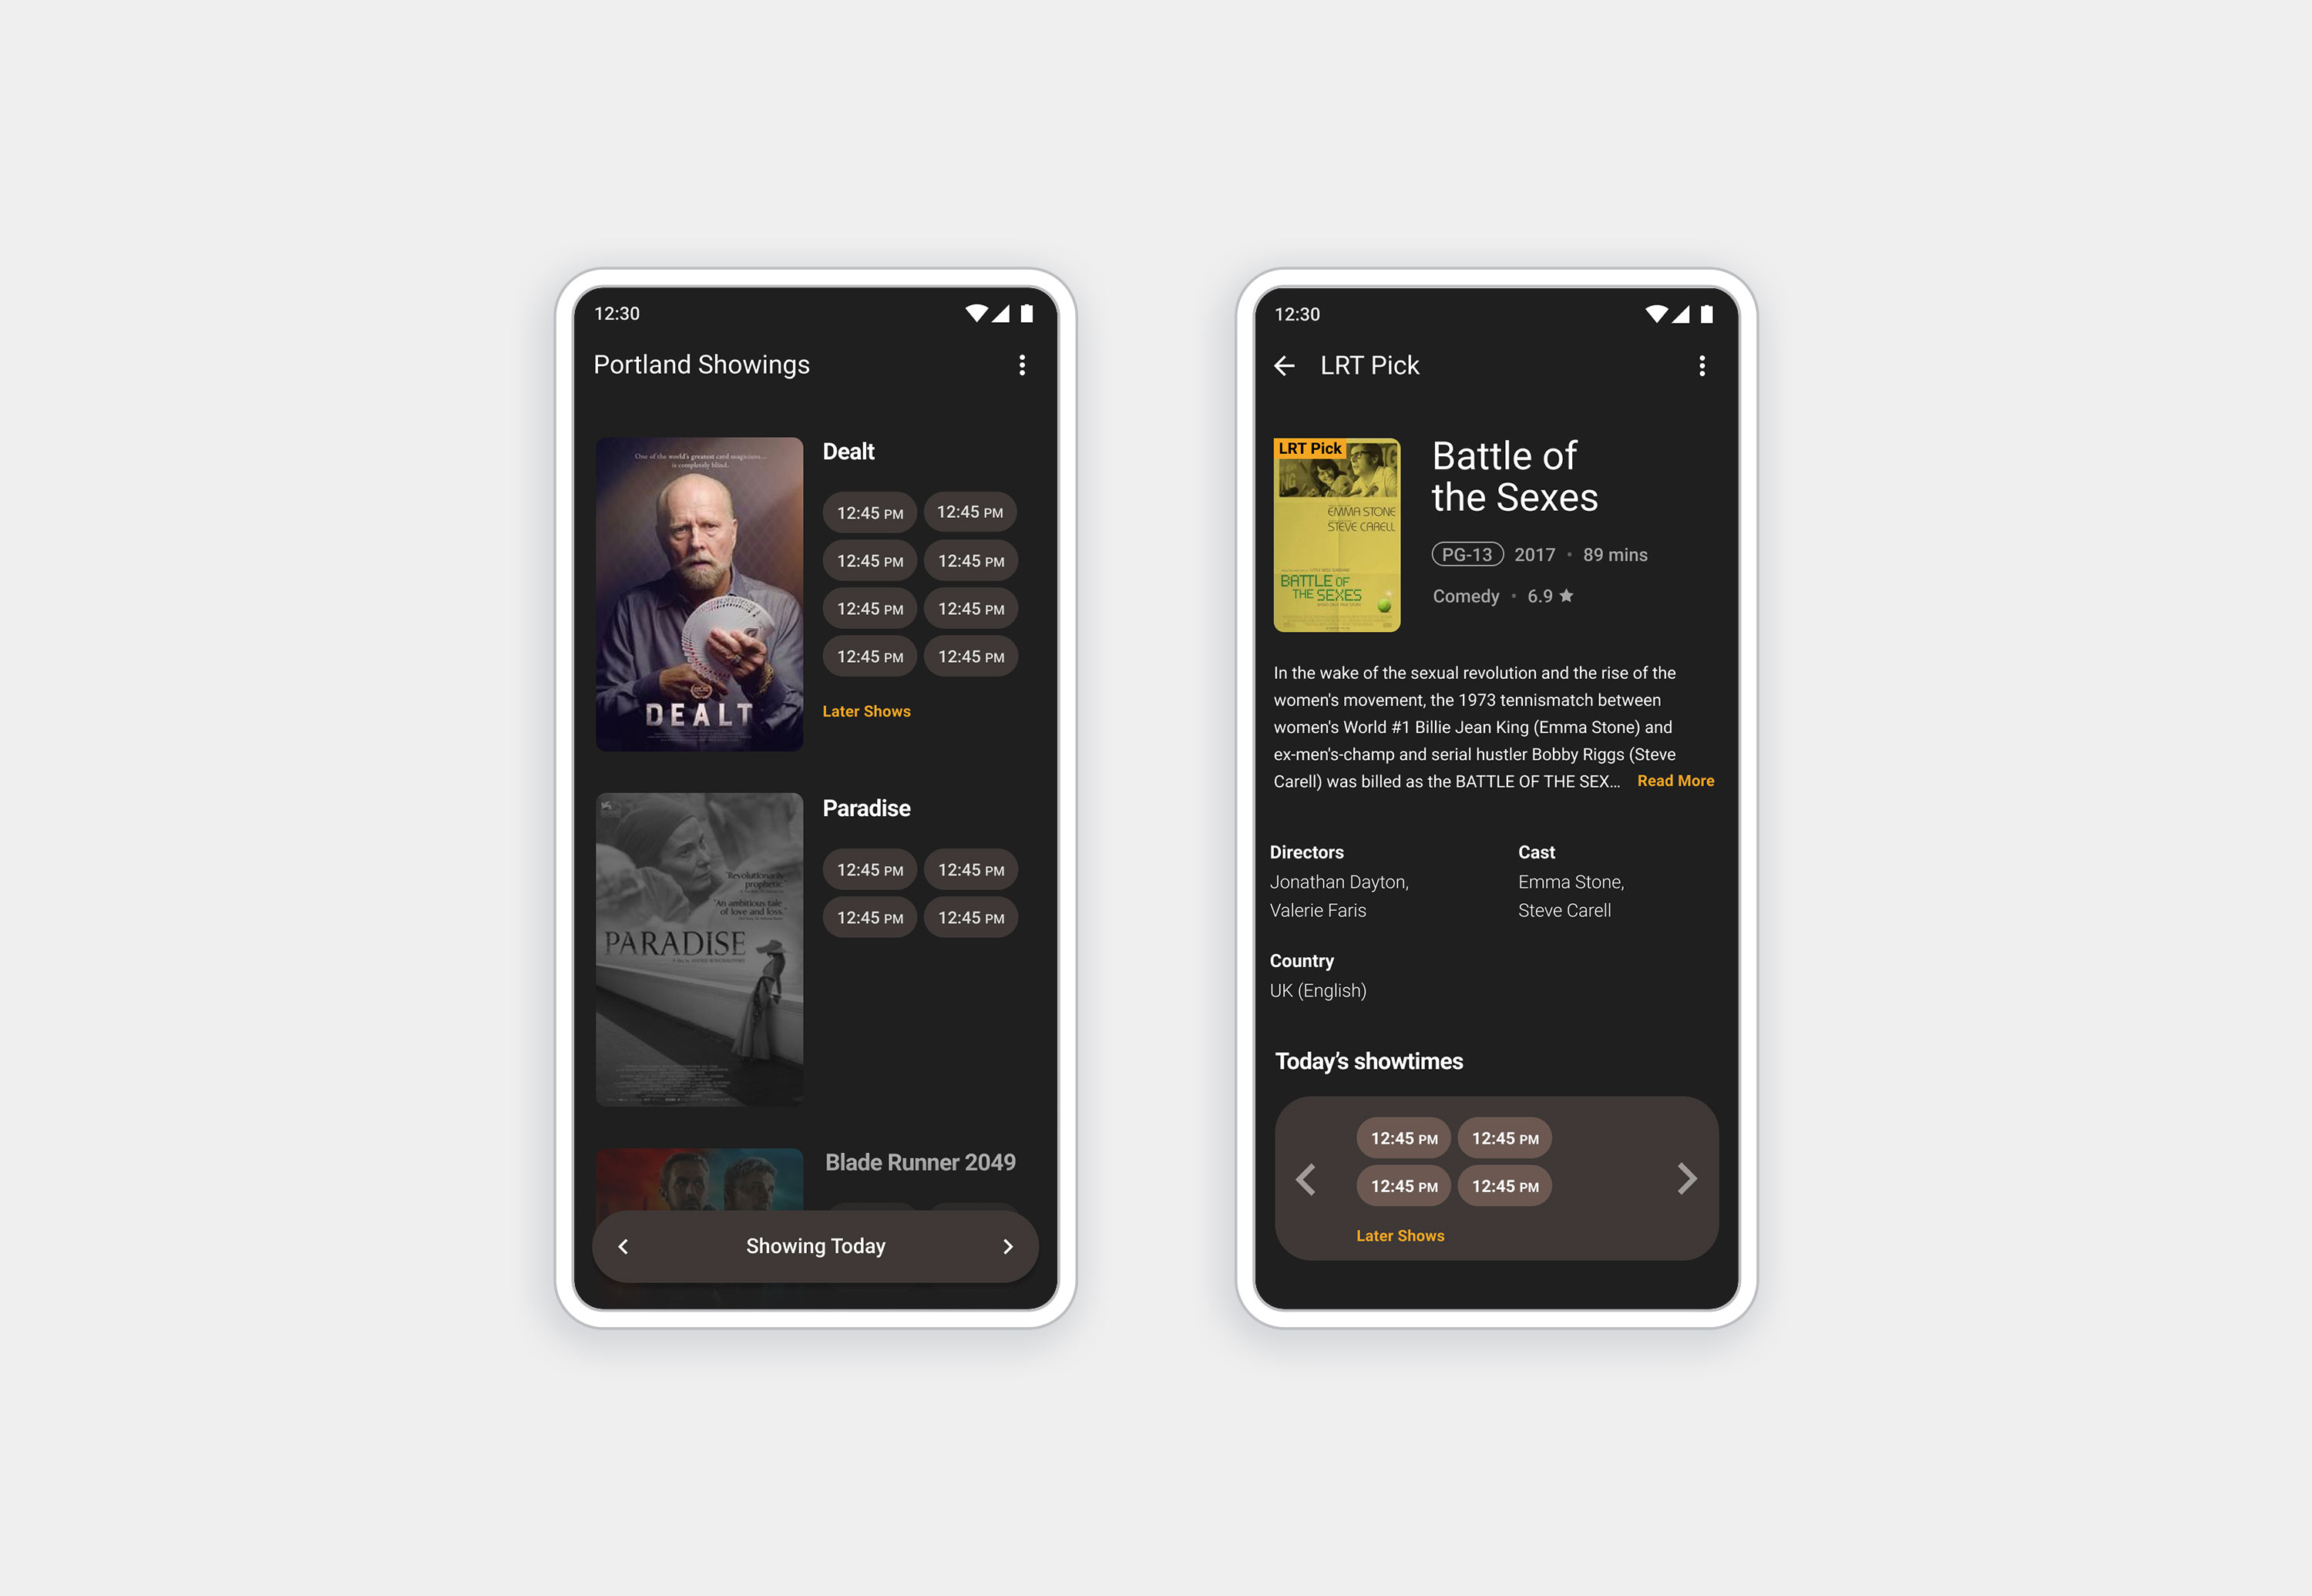 12:30
Portland Showings
One of the world's greatest card magicians...
is completely blind.
DEALT
Dealt
12:45 PM 12:45 PM
12:45 PM 12:45 PM
12:45 PM 12:45 PM
12:45 PM 12:45 PM
Later Shows
"Revolutionarily
prophetic."
"An ambitious tale
of love and loss."
PARADISE
Paradise
12:45 PM 12:45 PM
12:45 PM 12:45 PM
Blade Runner 2049
Showing Today
12:30
LRT Pick
LRT Pick
EMMA STONE
STEVE CARELL
BATTLE OF
THE SEXES
Battle of
the Sexes
PG-13 2017 • 89 mins
Comedy • 6.9 ★
In the wake of the sexual revolution and the rise of the
women's movement, the 1973 tennismatch between
women's World #1 Billie Jean King (Emma Stone) and
ex-men's-champ and serial hustler Bobby Riggs (Steve
Carell) was billed as the BATTLE OF THE SEX... Read More
Directors
Jonathan Dayton,
Valerie Faris
Cast
Emma Stone,
Steve Carell
Country
UK (English)
Today's showtimes
12:45 PM 12:45 PM
12:45 PM 12:45 PM
Later Shows